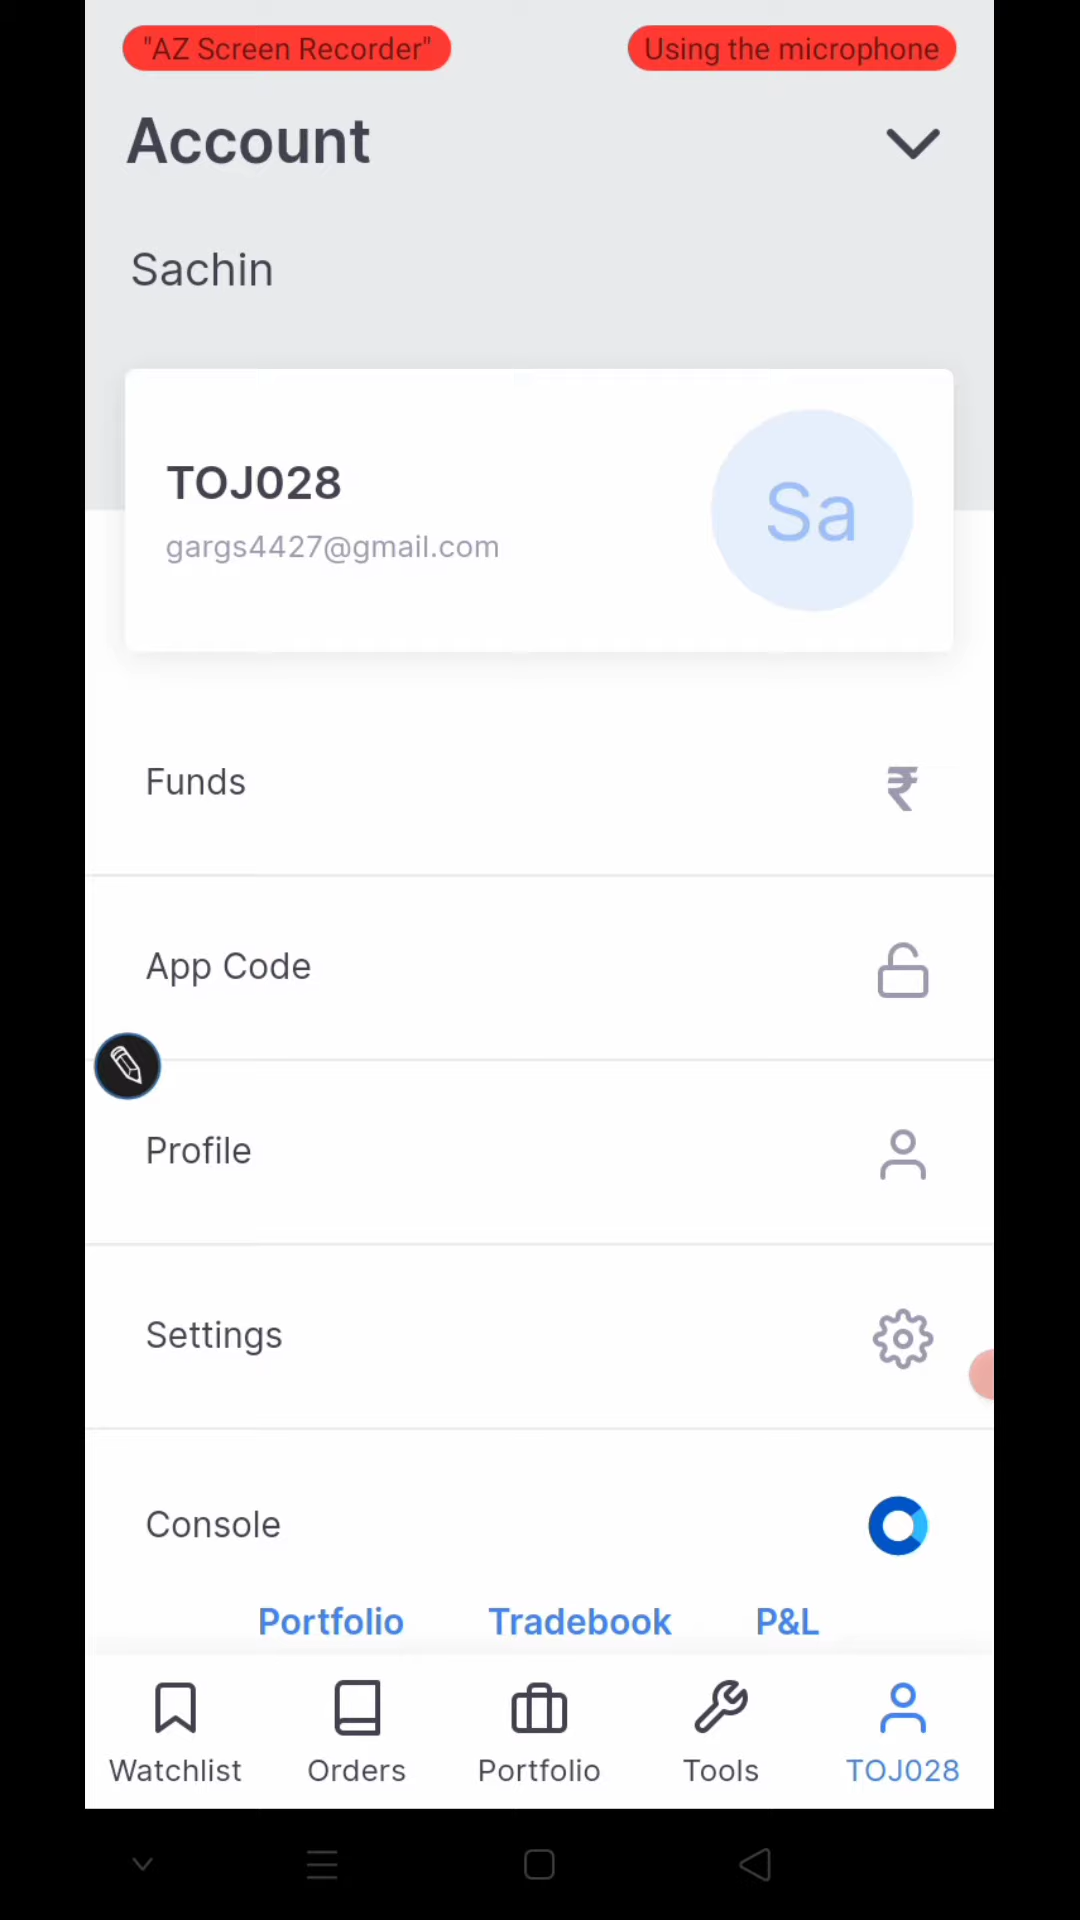 "AZ Screen Recorder" Using the microphone
Account
Sachin
TOJ028
gargs4427@gmail.com
Sa
Funds
App Code
Profile
Settings
Console
Portfolio Tradebook P&L
Watchlist Orders Portfolio Tools TOJ028